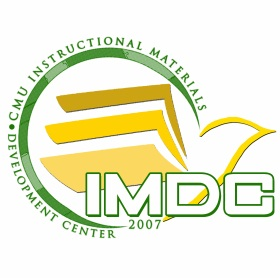 CMU INSTRUCTIONAL MATERIALS
DEVELOPMENT CENTER
IMDC
2007